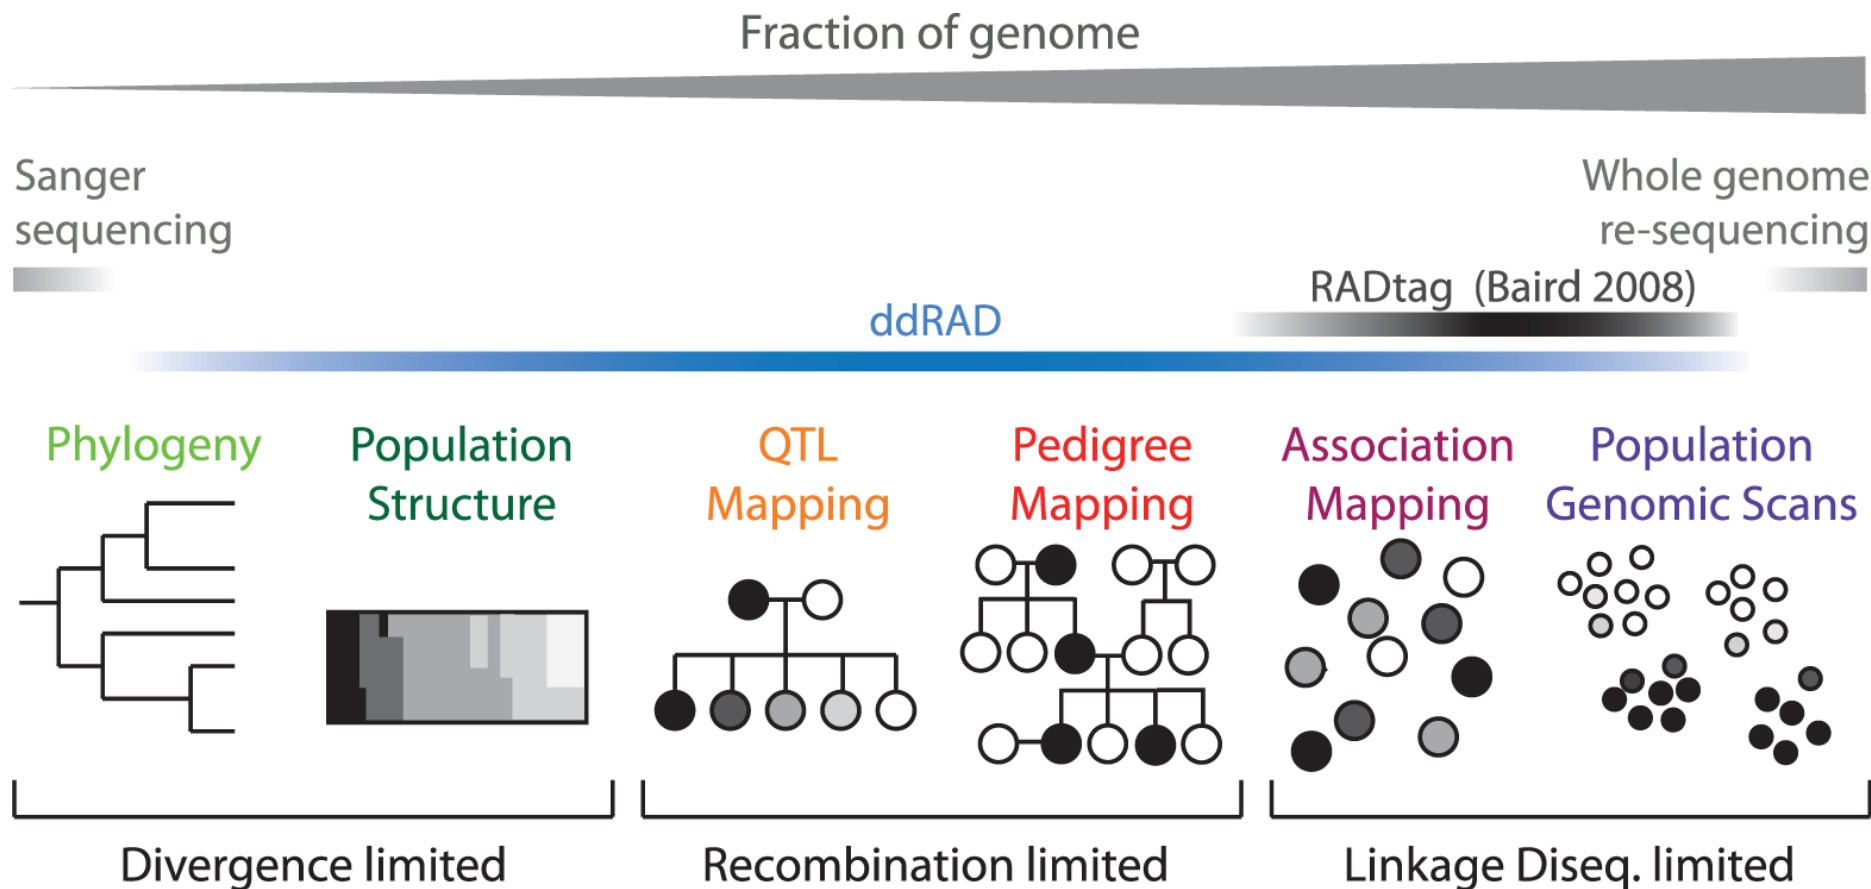 Fraction of genome
Sanger
sequencing
Whole genome
re-sequencing
RADtag (Baird 2008)
ddRAD
Phylogeny
Population
Structure
QTL
Mapping
Pedigree
Mapping
Association
Mapping
Population
Genomic Scans
Divergence limited
Recombination limited
Linkage Diseq. limited